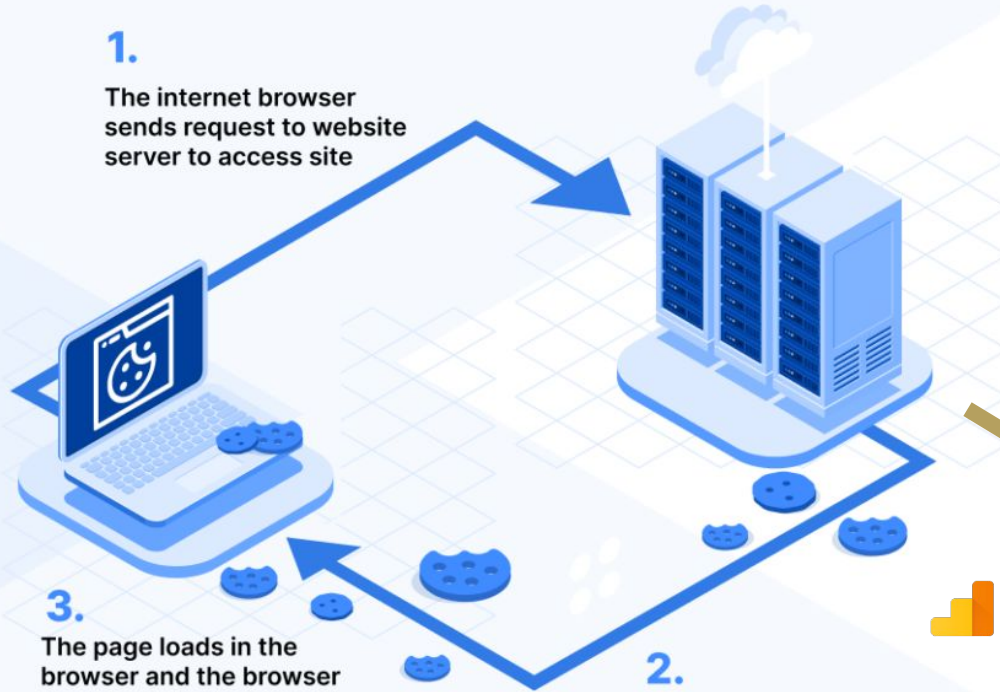 1.
The internet browser
sends request to website
server to access site
3.
The page loads in the
browser and the browser
2.